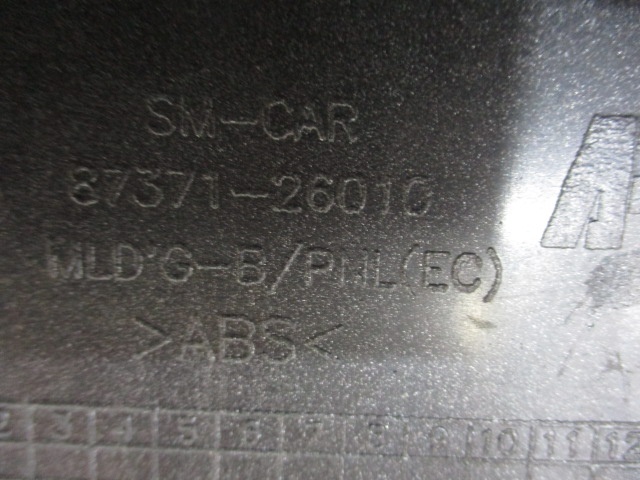 SM-CAR
87371-26010
MLD'G-B/PNL(EC)
>ABS<
2 3 4 5 6 7 8 9 10 11 12